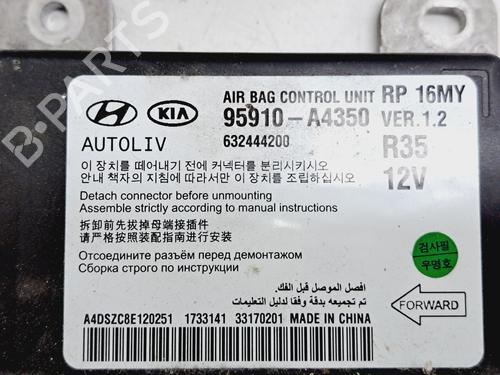 AIR BAG CONTROL UNIT RP 16MY
HYUNDAI KIA 95910-A4350 VER.1.2
AUTOLIV 632444200 R35
이 장치를 떼어내기 전에 커넥터를 분리시키시오
안내 책자의 지침에 따라서만 이 장치를 조립하십시오 12V
Detach connector before unmounting
Assemble strictly according to manual instructions
拆卸前先拔掉母端接插件
请严格按照装配指南进行安装
검사필
우영호
Отсоедините разъём перед демонтажом
Сборка строго по инструкции
افصل الموصل قبل الفك.
تم تجميعه بدقة وفقا لدليل التعليمات
FORWARD
A4DSZC8E120251 1733141 33170201 MADE IN CHINA
B-PARTS